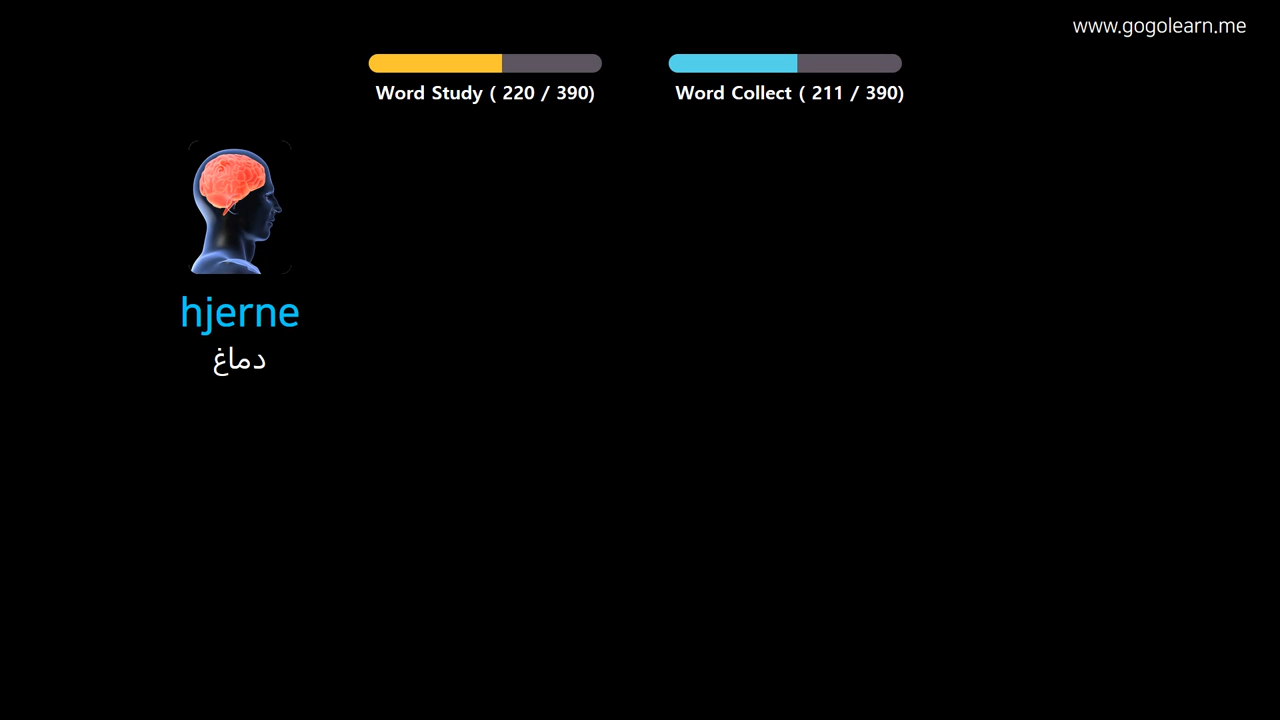 www.gogolearn.me
Word Study ( 220 / 390)
Word Collect ( 211 / 390)
hjerne
دماغ